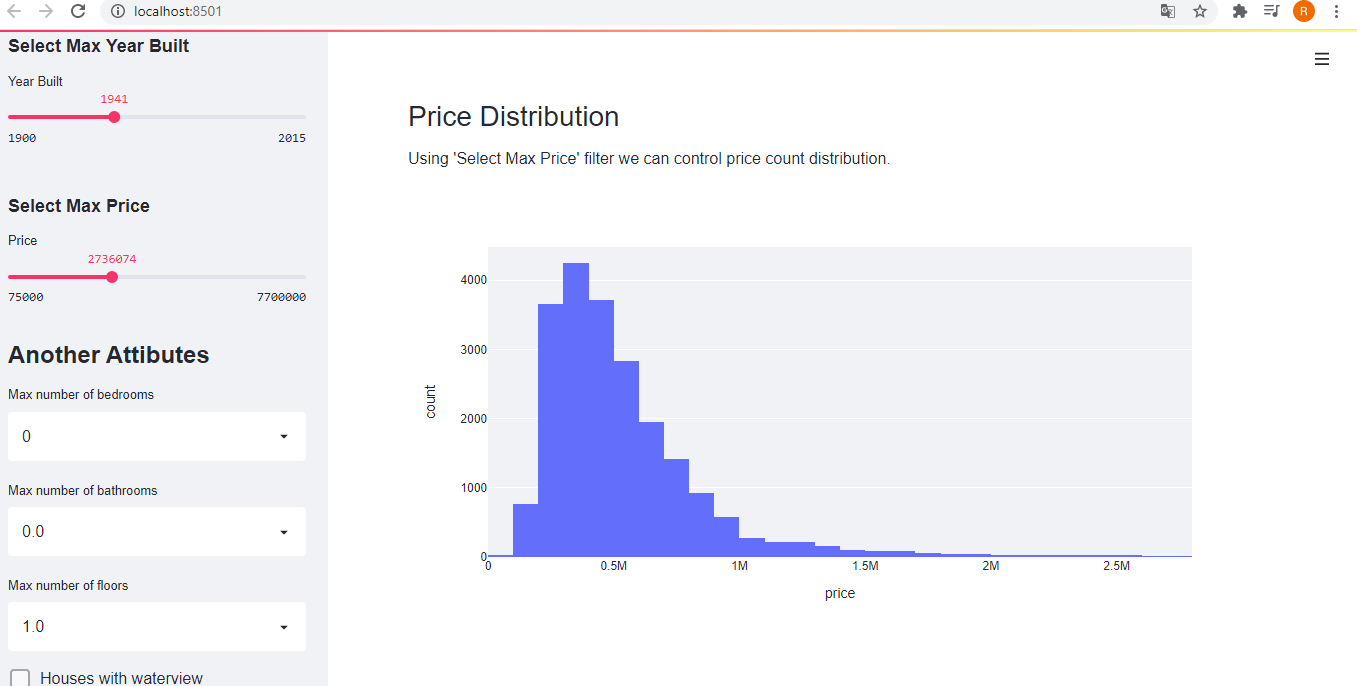 localhost:8501
R
Select Max Year Built
Year Built
1941
1900 2015
Select Max Price
Price
2736074
75000 7700000
Another Attibutes
Max number of bedrooms
0
Max number of bathrooms
0.0
Max number of floors
1.0
Houses with waterview
Price Distribution
Using 'Select Max Price' filter we can control price count distribution.
4000
3000
2000
1000
0
count
0 0.5M 1M 1.5M 2M 2.5M
price